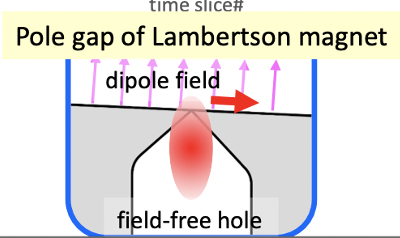 time slice#
Pole gap of Lambertson magnet
dipole field
field-free hole